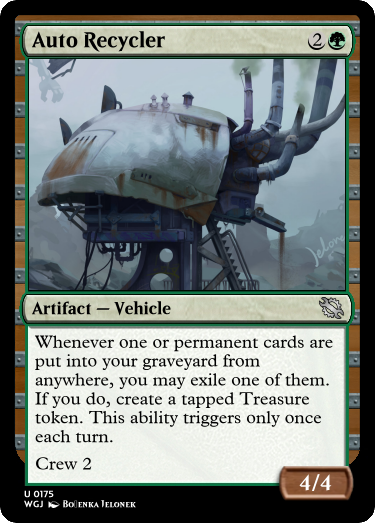 Auto Recycler 2
Jelonek
Artifact — Vehicle
Whenever one or permanent cards are
put into your graveyard from
anywhere, you may exile one of them.
If you do, create a tapped Treasure
token. This ability triggers only once
each turn.
Crew 2
4/4
U 0175
WGJ BoᶎENKA JELONEK